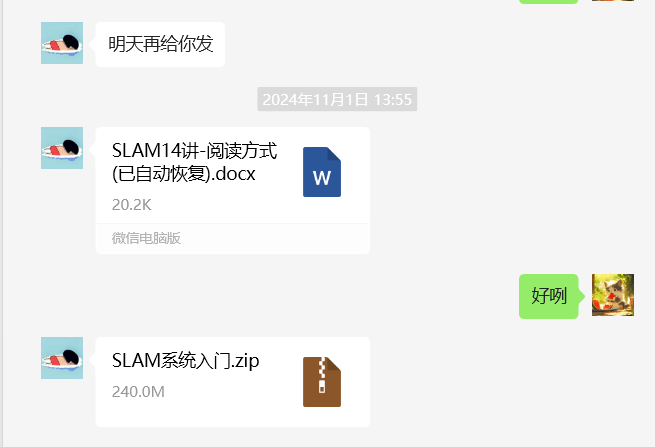 明天再给你发
2024年11月1日 13:55
SLAM14讲-阅读方式
(已自动恢复).docx
W
20.2K
微信电脑版
好咧
SLAM系统入门.zip
240.0M